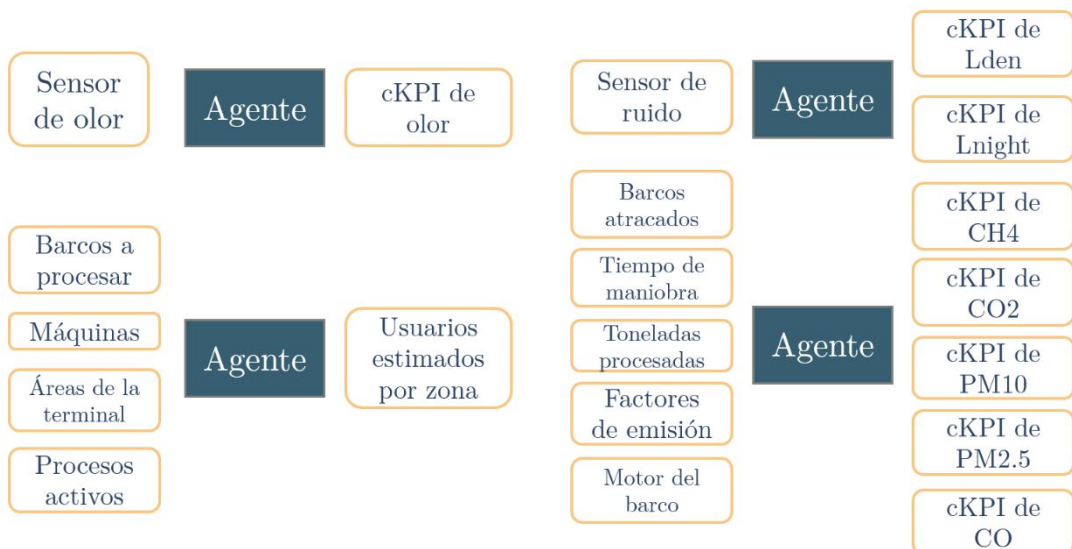 Sensor
de olor
Agente
cKPI de
olor
Barcos a
procesar
Máquinas
Áreas de la
terminal
Procesos
activos
Agente
Usuarios
estimados
por zona
Sensor de
ruido
Agente
cKPI de
Lden
cKPI de
Lnight
Barcos
atracados
Tiempo de
maniobra
Toneladas
procesadas
Factores
de emisión
Motor del
barco
Agente
cKPI de
CH4
cKPI de
CO2
cKPI de
PM10
cKPI de
PM2.5
cKPI de
CO